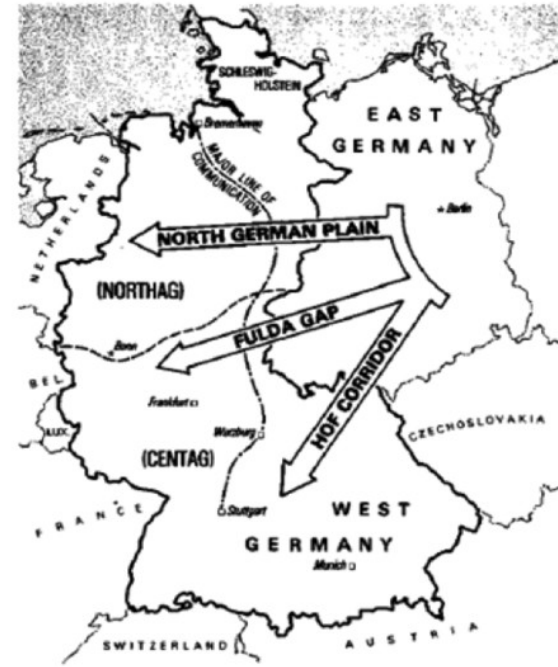 SCHLESWIG-
HOLSTEIN
Bremerhaven
EAST
GERMANY
MAJOR LINE OF
COMMUNICATION
NETHERLANDS
Berlin
NORTH GERMAN PLAIN
(NORTHAG)
FULDA GAP
Bonn
HOF CORRIDOR
BEL
Frankfurt
LUX.
CZECHOSLOVAKIA
Wurzburg
(CENTAG)
FRANCE
Stuttgart
WEST
GERMANY
Munich
SWITZERLAND
AUSTRIA